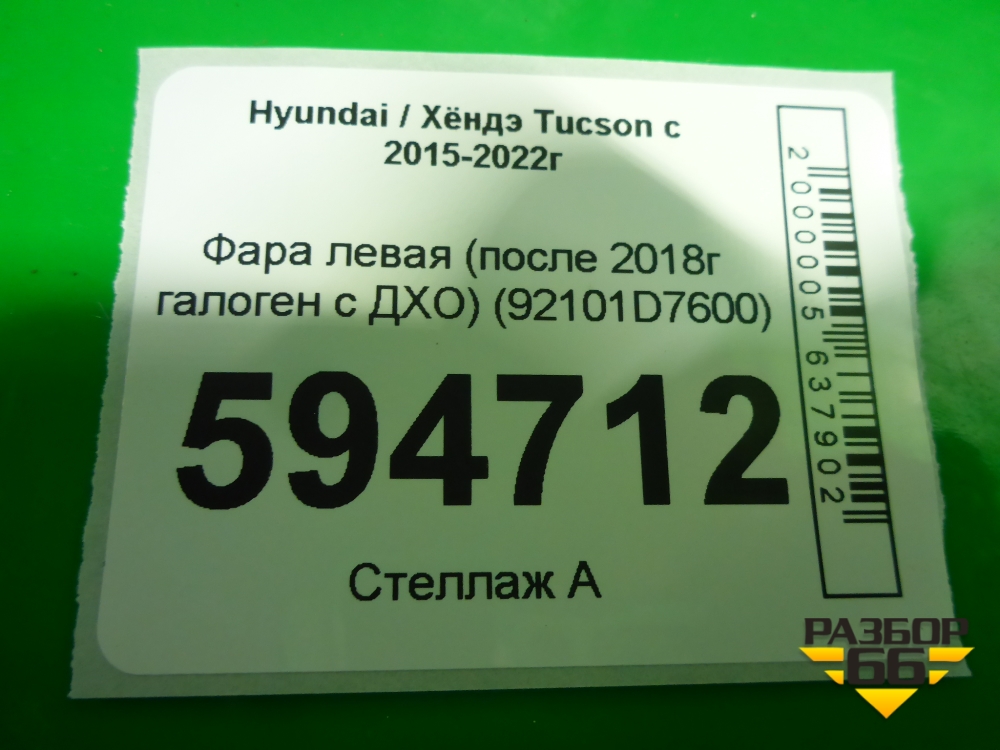 Hyundai / Хёндэ Tucson с
2015-2022г
Фара левая (после 2018г
галоген с ДХО) (92101D7600)
594712
Стеллаж А
2000005637902
РАЗБОР
66